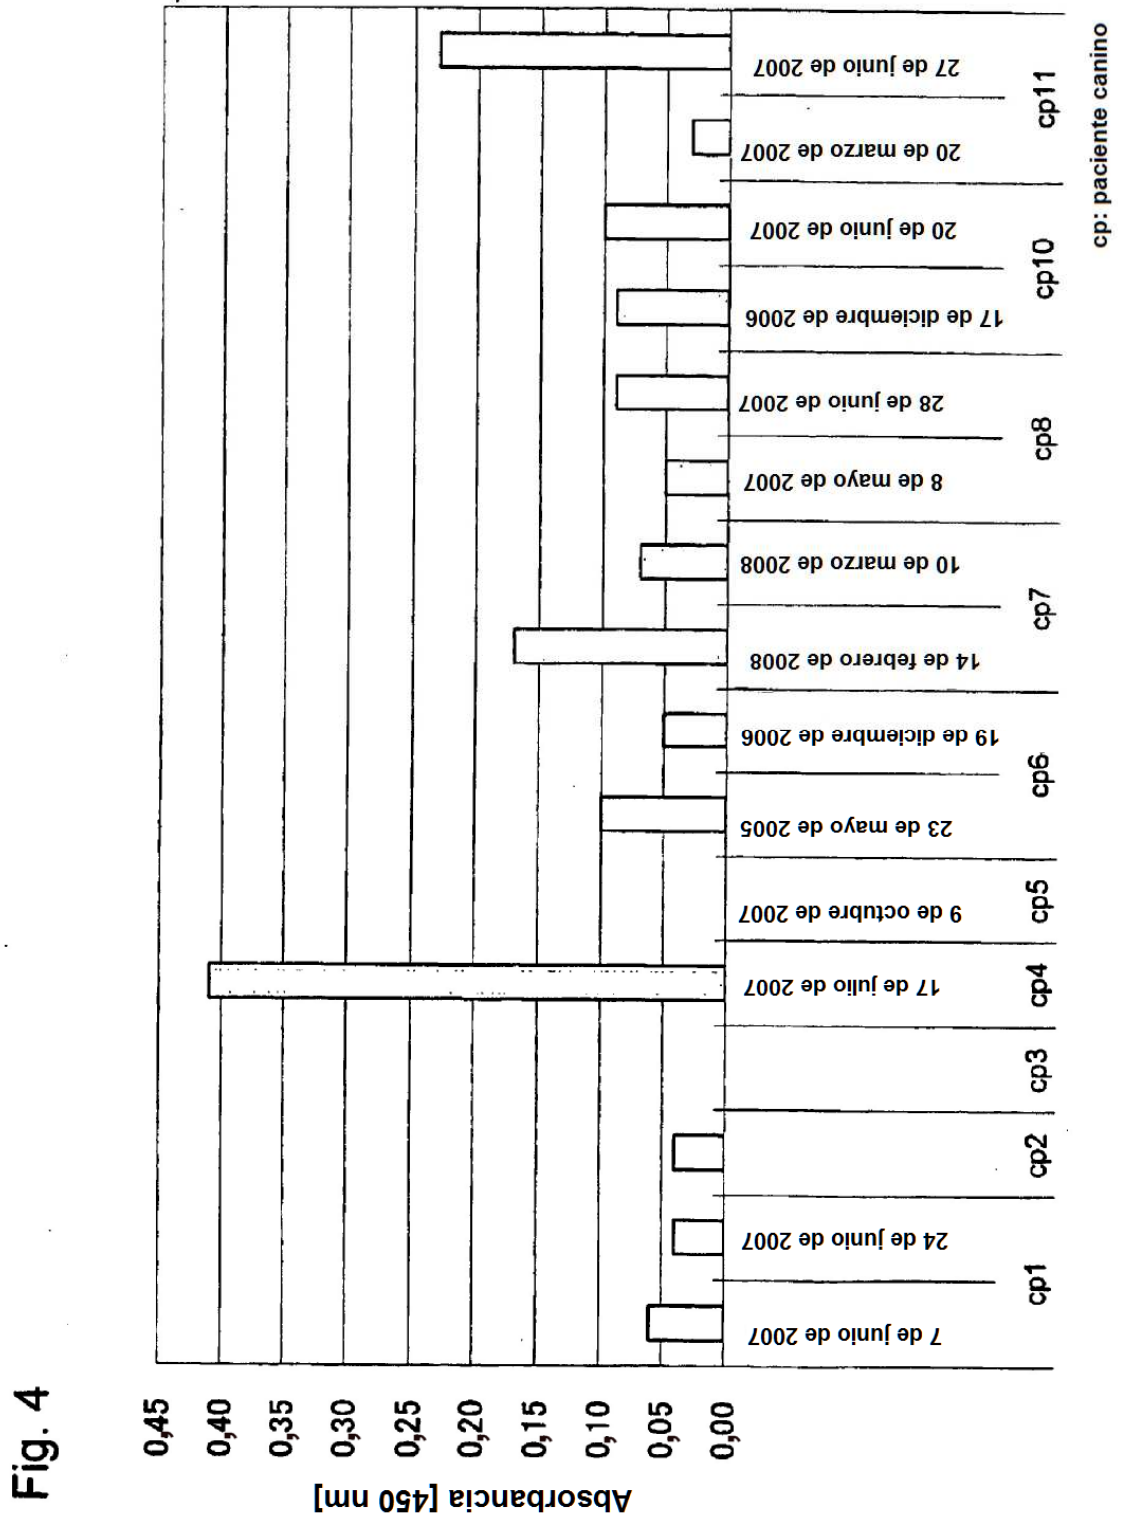 Fig. 4
Absorbancia [450 nm]
0,45
0,40
0,35
0,30
0,25
0,20
0,15
0,10
0,05
0,00
7 de junio de 2007
24 de junio de 2007
17 de julio de 2007
9 de octubre de 2007
23 de mayo de 2005
19 de diciembre de 2006
14 de febrero de 2008
10 de marzo de 2008
8 de mayo de 2007
28 de junio de 2007
17 de diciembre de 2006
20 de junio de 2007
20 de marzo de 2007
27 de junio de 2007
cp1
cp2
cp3
cp4
cp5
cp6
cp7
cp8
cp10
cp11
cp: paciente canino